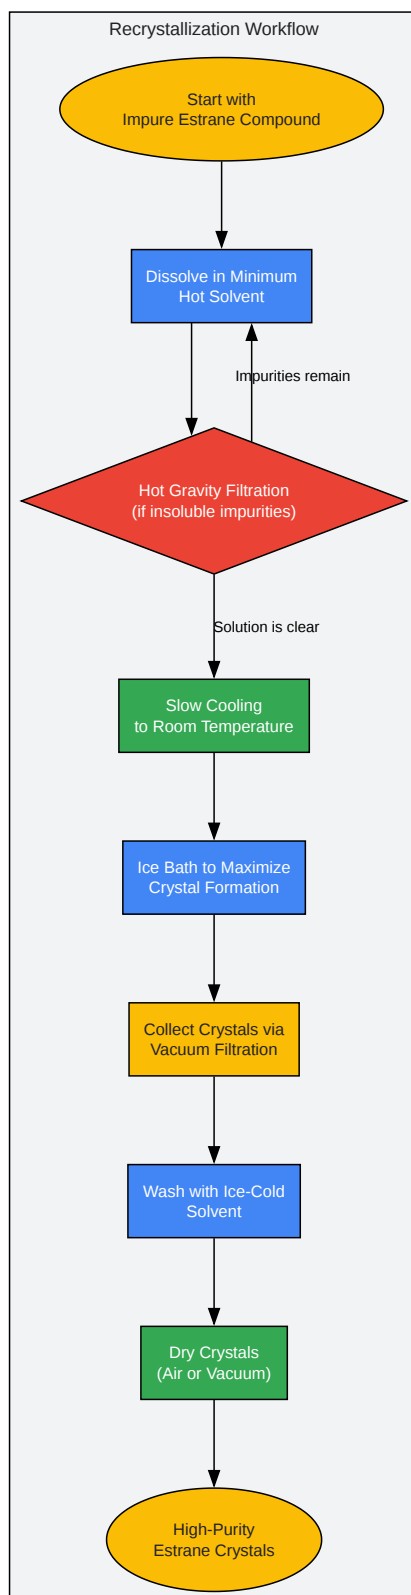 Recrystallization Workflow
Start with
Impure Estrane Compound
Dissolve in Minimum
Hot Solvent
Impurities remain
Hot Gravity Filtration
(if insoluble impurities)
Solution is clear
Slow Cooling
to Room Temperature
Ice Bath to Maximize
Crystal Formation
Collect Crystals via
Vacuum Filtration
Wash with Ice-Cold
Solvent
Dry Crystals
(Air or Vacuum)
High-Purity
Estrane Crystals